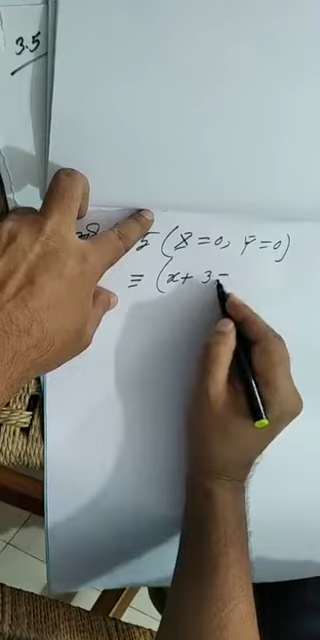 3.5
5 (X=0, Y=0)
≡ (x+ 3=